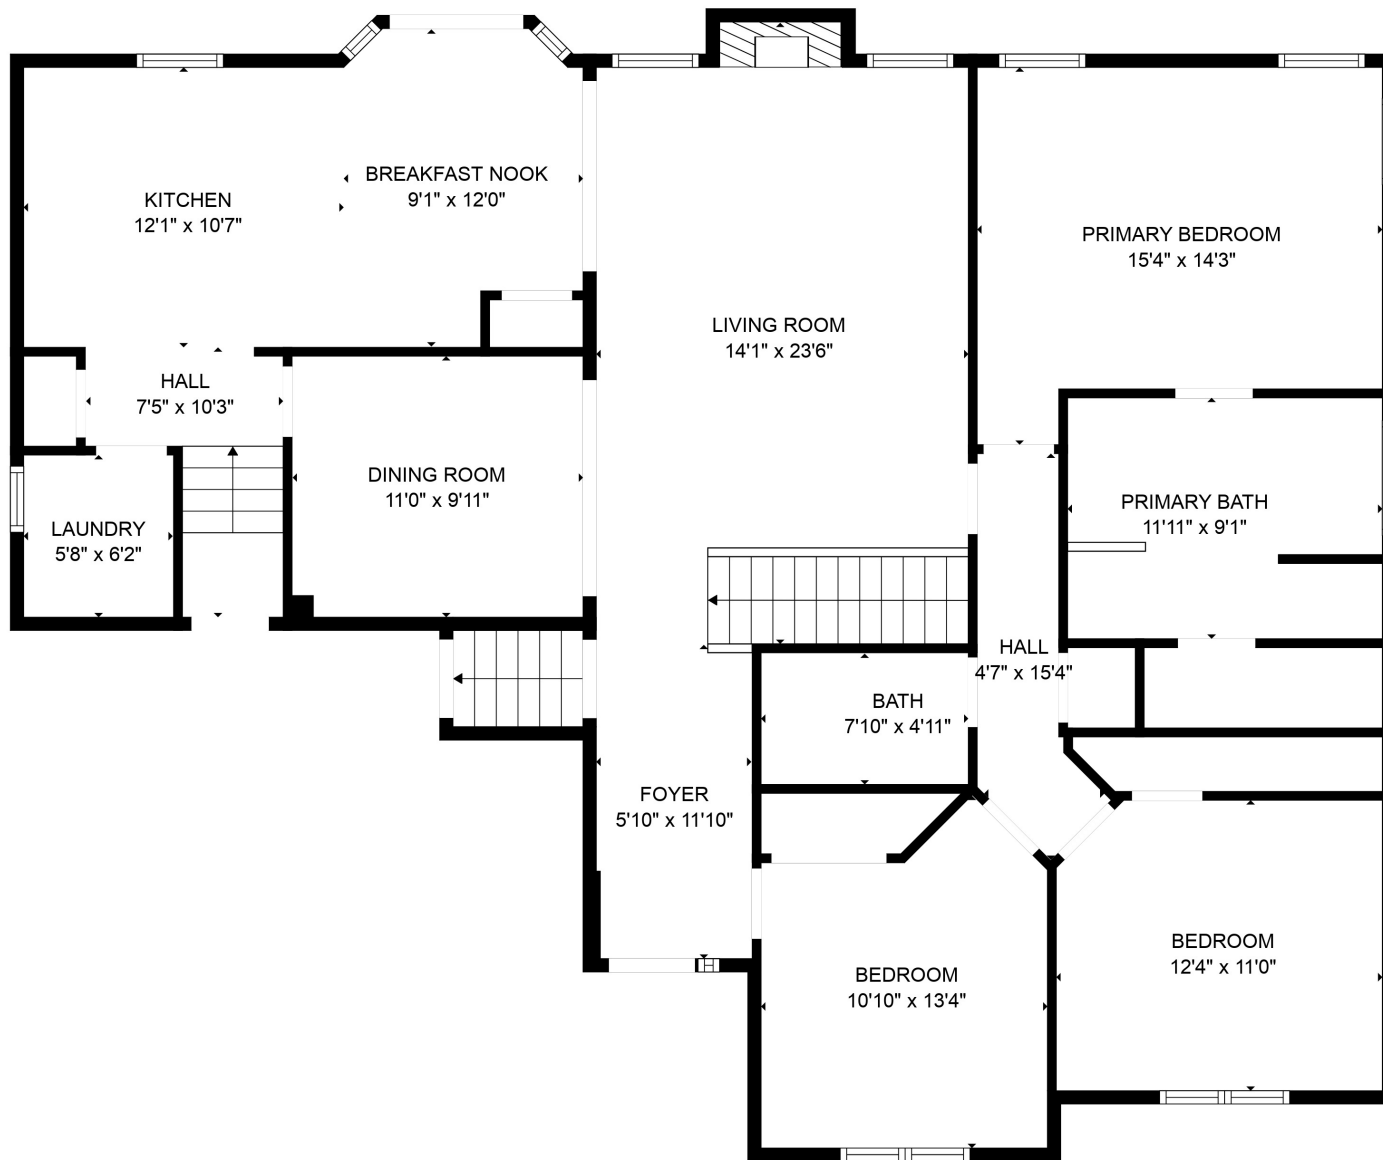 KITCHEN
12'1" x 10'7"
BREAKFAST NOOK
9'1" x 12'0"
PRIMARY BEDROOM
15'4" x 14'3"
LIVING ROOM
14'1" x 23'6"
HALL
7'5" x 10'3"
DINING ROOM
11'0" x 9'11"
LAUNDRY
5'8" x 6'2"
PRIMARY BATH
11'11" x 9'1"
HALL
4'7" x 15'4"
BATH
7'10" x 4'11"
FOYER
5'10" x 11'10"
BEDROOM
10'10" x 13'4"
BEDROOM
12'4" x 11'0"